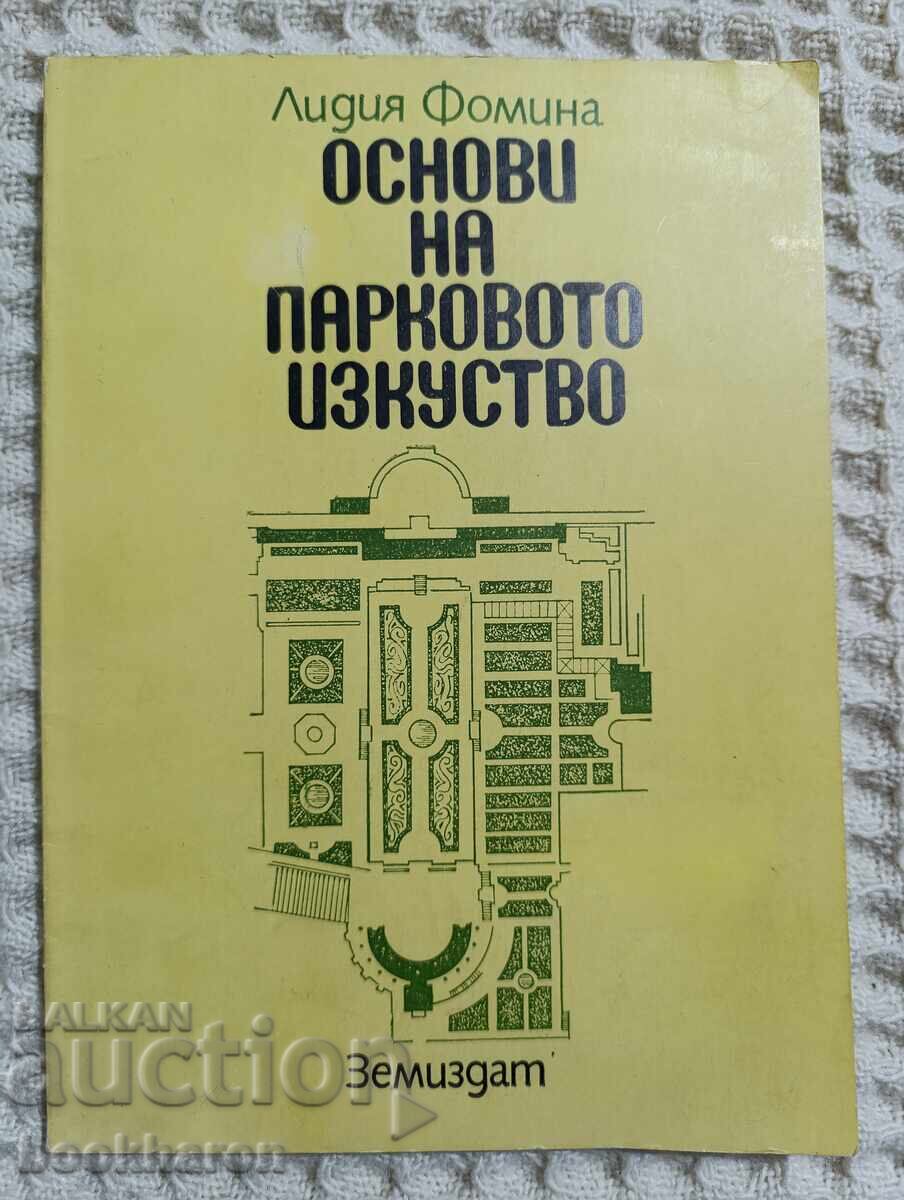 Лидия Фомина
ОСНОВИ
НА
ПАРКОВОТО
ИЗКУСТВО
Земиздат
BALKAN
auction
bookharon